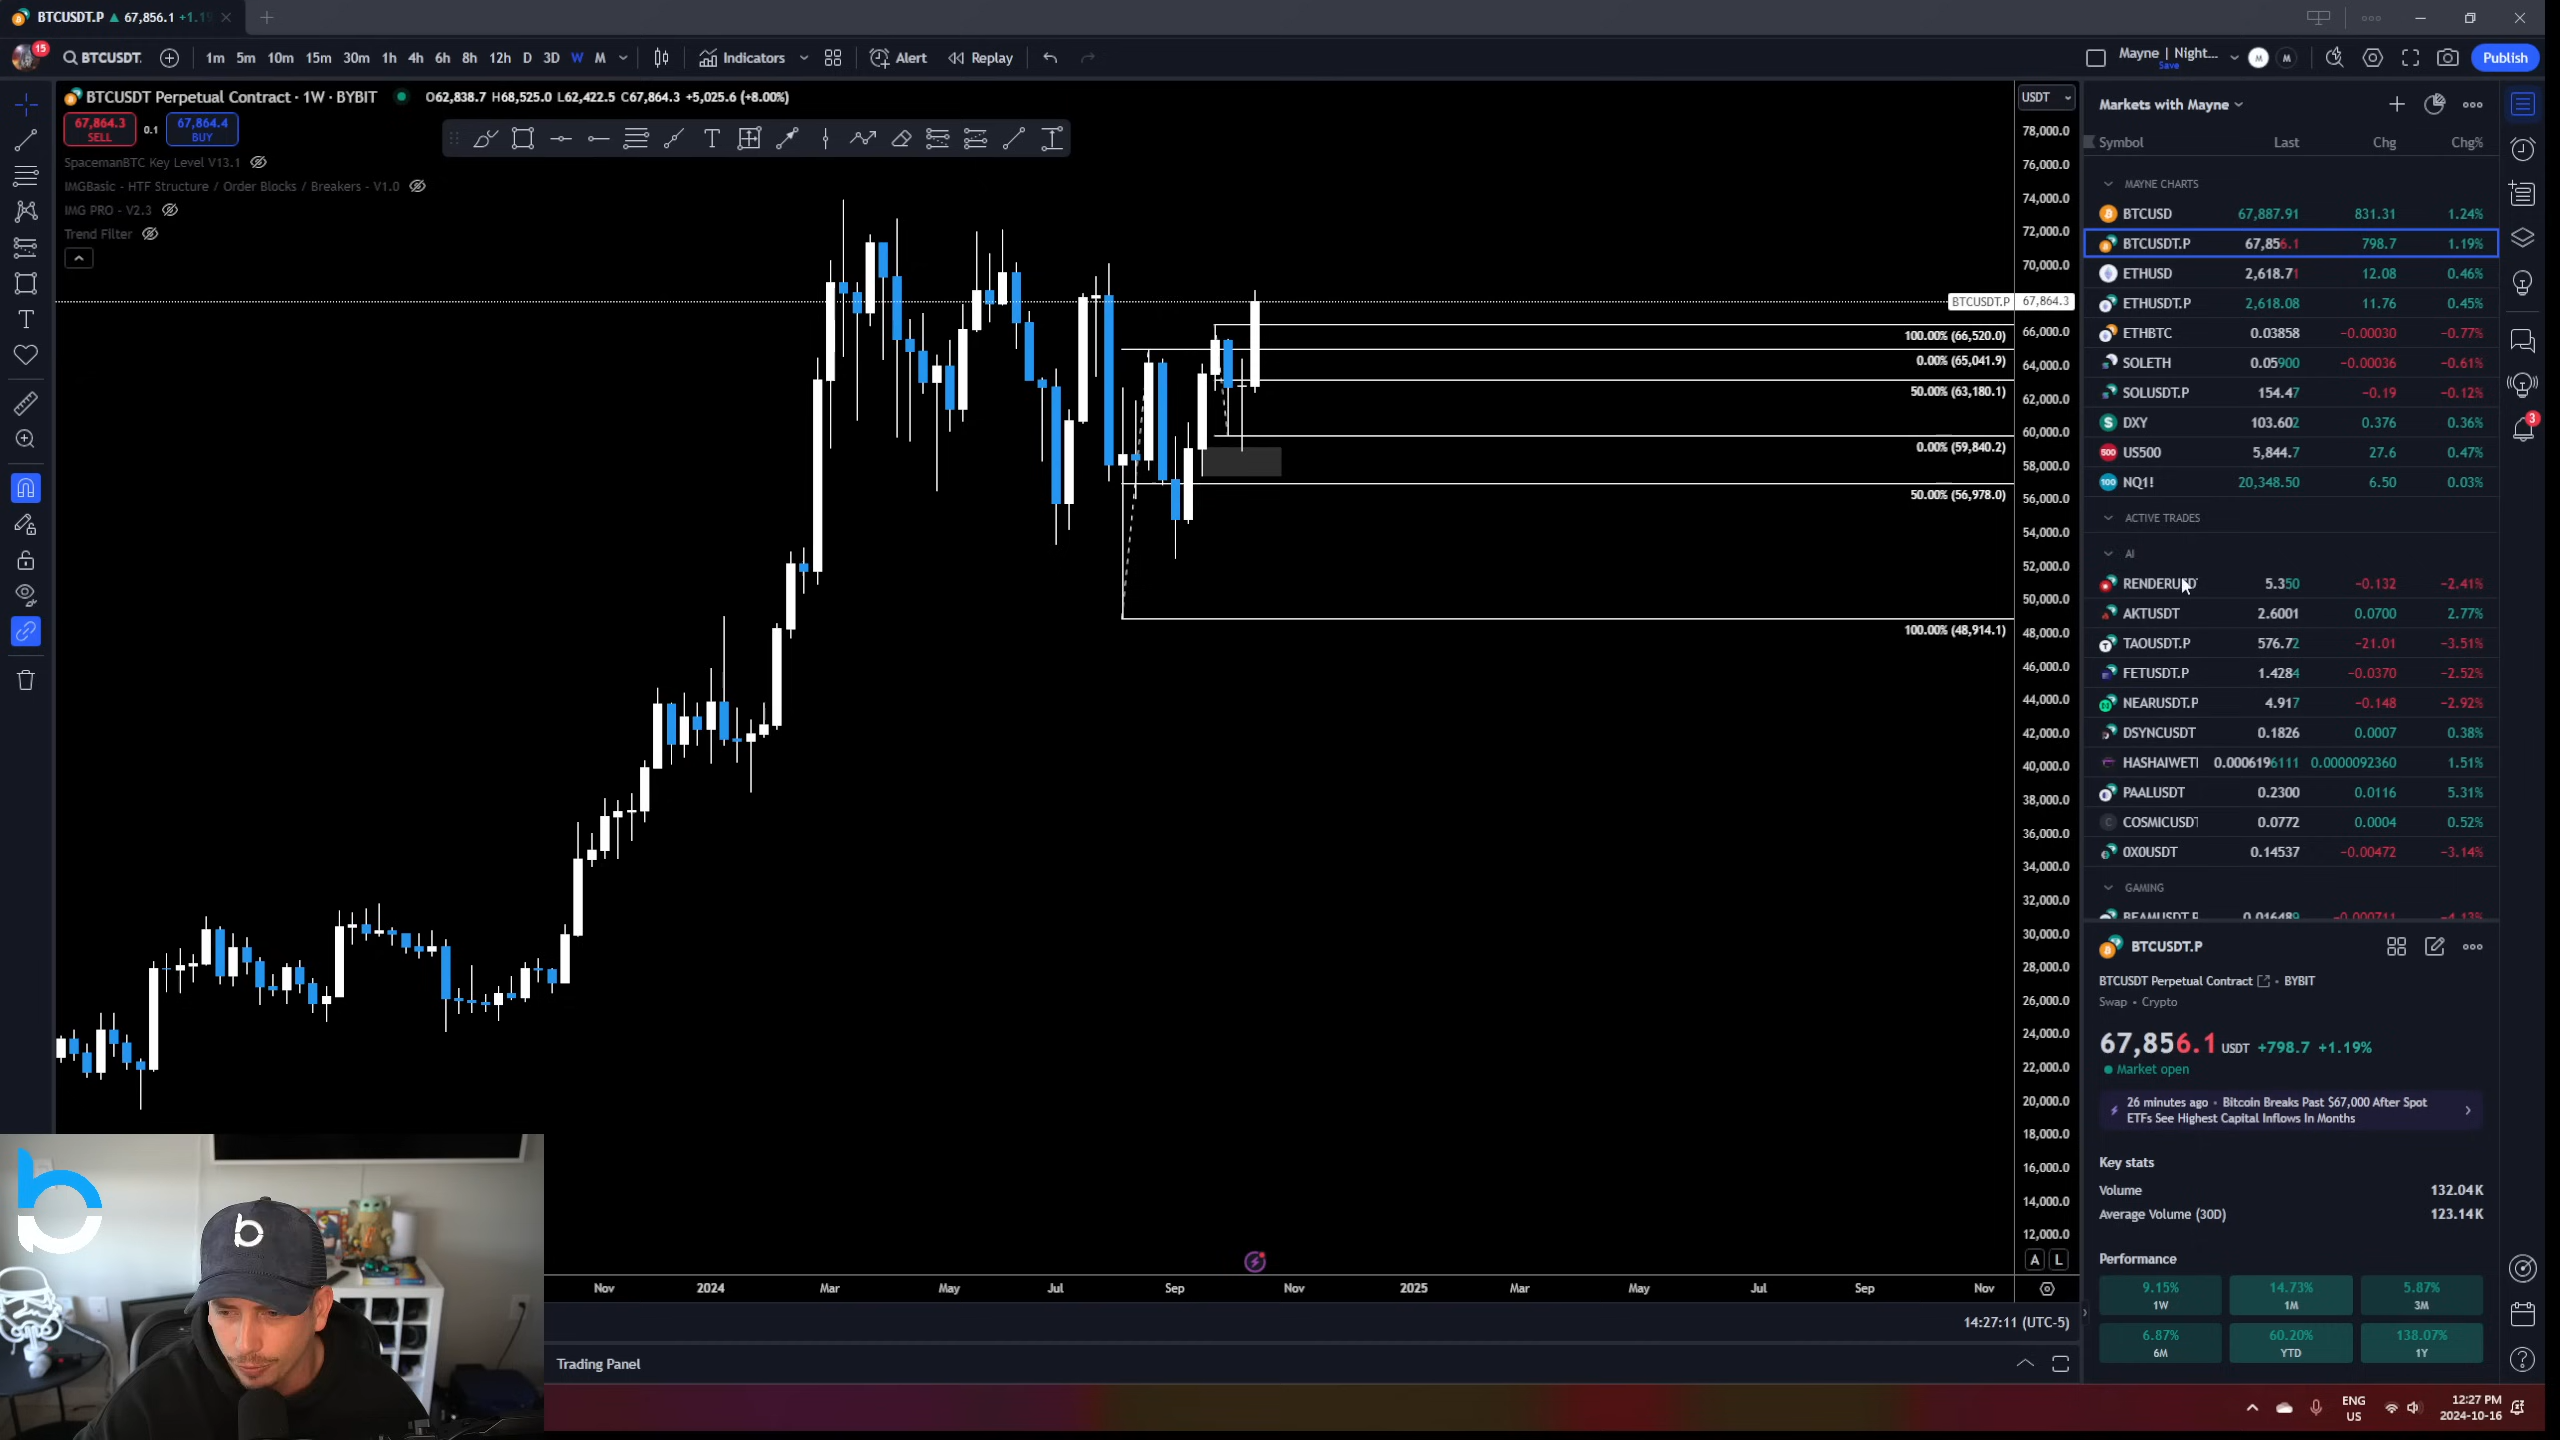 BTCUSDT.P ▲ 67,856.1 +1.1
15
BTCUSDT.
1m 5m 10m 15m 30m 1h 4h 6h 8h 12h D 3D W M
Indicators
Alert
Replay
Mayne | Night...
Save
M
M
Publish
BTCUSDT Perpetual Contract · 1W · BYBIT
O62,838.7 H68,525.0 L62,422.5 C67,864.3 +5,025.6 (+8.00%)
67,864.3
SELL
0.1
67,864.4
BUY
SpacemanBTC Key Level V13.1
IMGBasic - HTF Structure / Order Blocks / Breakers - V1.0
IMG PRO - V2.3
Trend Filter
USDT
78,000.0
76,000.0
74,000.0
72,000.0
70,000.0
BTCUSDT.P 67,864.3
66,000.0
64,000.0
62,000.0
60,000.0
58,000.0
56,000.0
54,000.0
52,000.0
50,000.0
48,000.0
46,000.0
44,000.0
42,000.0
40,000.0
38,000.0
36,000.0
34,000.0
32,000.0
30,000.0
28,000.0
26,000.0
24,000.0
22,000.0
20,000.0
18,000.0
16,000.0
14,000.0
12,000.0
100.00% (66,520.0)
0.00% (65,041.9)
50.00% (63,180.1)
0.00% (59,840.2)
50.00% (56,978.0)
100.00% (48,914.1)
A L
Nov 2024 Mar May Jul Sep Nov 2025 Mar May Jul Sep Nov
14:27:11 (UTC-5)
Trading Panel
Markets with Mayne
Symbol Last Chg Chg%
MAYNE CHARTS
BTCUSD 67,887.91 831.31 1.24%
BTCUSDT.P 67,856.1 798.7 1.19%
ETHUSD 2,618.71 12.08 0.46%
ETHUSDT.P 2,618.08 11.76 0.45%
ETHBTC 0.03858 −0.00030 −0.77%
SOLETH 0.05900 −0.00036 −0.61%
SOLUSDT.P 154.47 −0.19 −0.12%
DXY 103.602 0.376 0.36%
US500 5,844.7 27.6 0.47%
NQ1! 20,348.50 6.50 0.03%
ACTIVE TRADES
AI
RENDERUSD 5.350 −0.132 −2.41%
AKTUSDT 2.6001 0.0700 2.77%
TAOUSDT.P 576.72 −21.01 −3.51%
FETUSDT.P 1.4284 −0.0370 −2.52%
NEARUSDT.P 4.917 −0.148 −2.92%
DSYNCUSDT 0.1826 0.0007 0.38%
HASHAIWET 0.0006196111 0.0000092360 1.51%
PAALUSDT 0.2300 0.0116 5.31%
COSMICUSDT 0.0772 0.0004 0.52%
0X0USDT 0.14537 −0.00472 −3.14%
GAMING
BEAMUSDT.P 0.016489 −0.000711 −4.13%
BTCUSDT.P
BTCUSDT Perpetual Contract • BYBIT
Swap • Crypto
67,856.1 USDT +798.7 +1.19%
Market open
26 minutes ago • Bitcoin Breaks Past $67,000 After Spot
ETFs See Highest Capital Inflows In Months
Key stats
Volume 132.04K
Average Volume (30D) 123.14K
Performance
9.15% 14.73% 5.87%
1W 1M 3M
6.87% 60.20% 138.07%
6M YTD 1Y
3
ENG
US
12:27 PM
2024-10-16